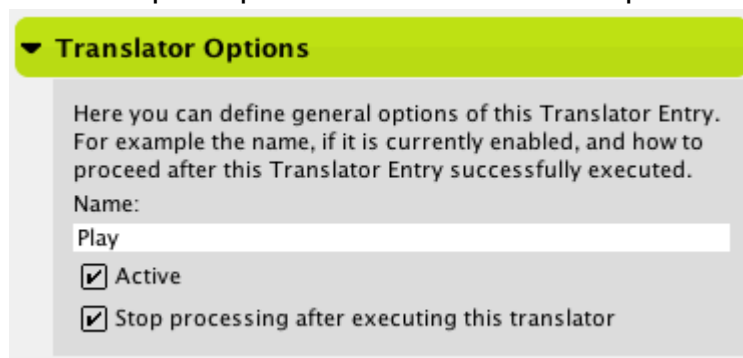 Translator Options
Here you can define general options of this Translator Entry.
For example the name, if it is currently enabled, and how to
proceed after this Translator Entry successfully executed.
Name:
Play
Active
Stop processing after executing this translator